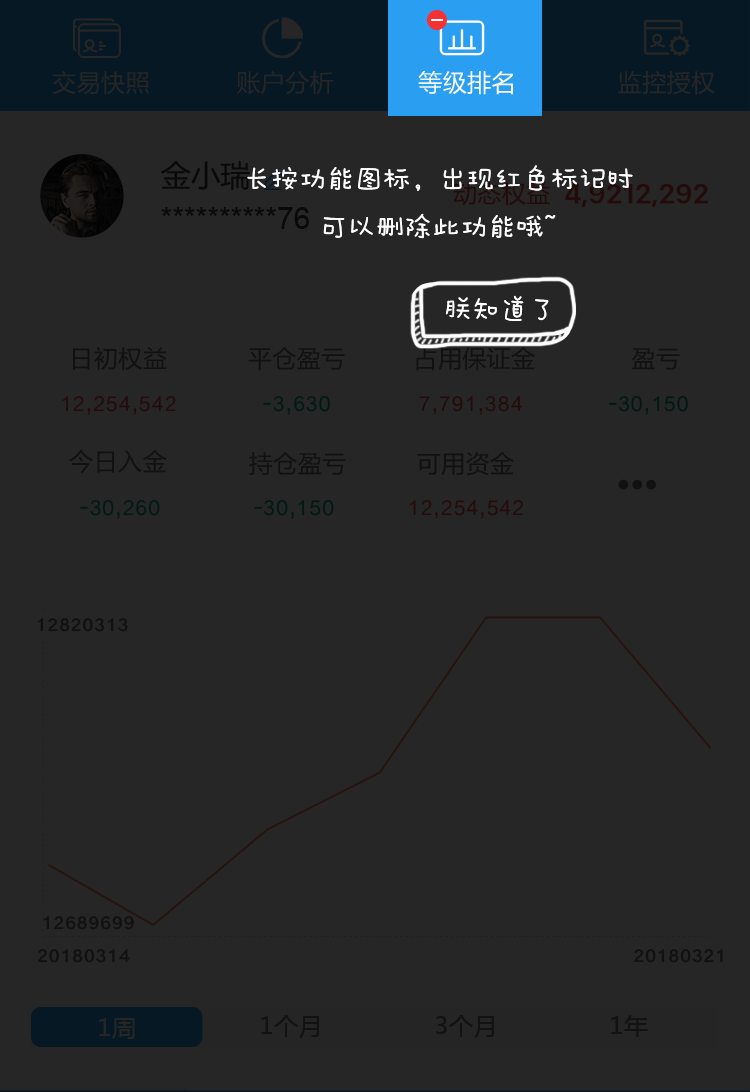 交易快照 账户分析 等级排名 监控授权
金小瑞
长按功能图标，出现红色标记时
动态权益 4,9212,292
**********76
可以删除此功能哦~
朕知道了
日初权益 平仓盈亏 占用保证金 盈亏
12,254,542 -3,630 7,791,384 -30,150
今日入金 持仓盈亏 可用资金
-30,260 -30,150 12,254,542
12820313
12689699
20180314 20180321
1周 1个月 3个月 1年